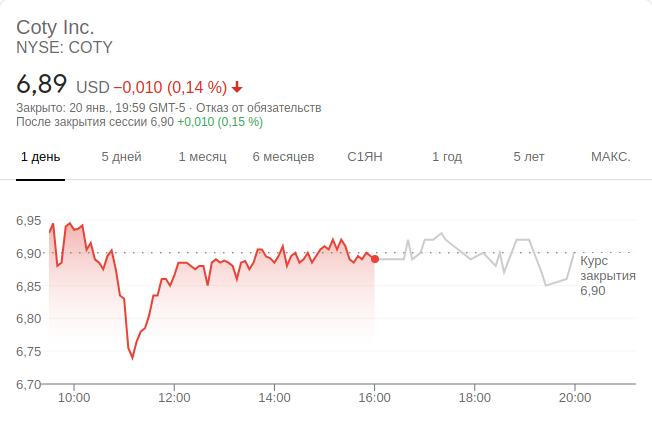 Coty Inc.
NYSE: COTY
6,89 USD −0,010 (0,14 %)
Закрыто: 20 янв., 19:59 GMT-5 · Отказ от обязательств
После закрытия сессии 6,90 +0,010 (0,15 %)
1 день 5 дней 1 месяц 6 месяцев С1ЯН 1 год 5 лет МАКС.
6,95
6,90
6,85
6,80
6,75
6,70
Курс
закрытия
6,90
10:00 12:00 14:00 16:00 18:00 20:00